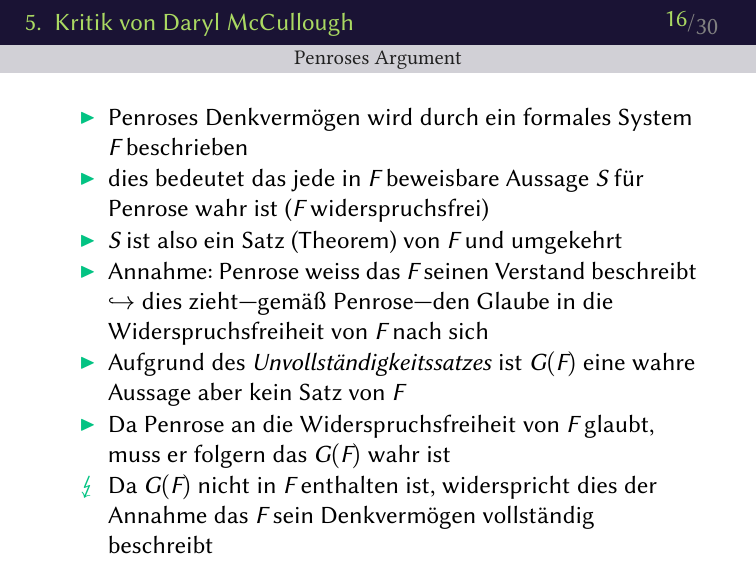 5. Kritik von Daryl McCullough 16/30
Penroses Argument
▶ Penroses Denkvermögen wird durch ein formales System
F beschrieben
▶ dies bedeutet das jede in F beweisbare Aussage S für
Penrose wahr ist (F widerspruchsfrei)
▶ S ist also ein Satz (Theorem) von F und umgekehrt
▶ Annahme: Penrose weiss das F seinen Verstand beschreibt
↪ dies zieht—gemäß Penrose—den Glaube in die
Widerspruchsfreiheit von F nach sich
▶ Aufgrund des Unvollständigkeitssatzes ist G(F) eine wahre
Aussage aber kein Satz von F
▶ Da Penrose an die Widerspruchsfreiheit von F glaubt,
muss er folgern das G(F) wahr ist
↯ Da G(F) nicht in F enthalten ist, widerspricht dies der
Annahme das F sein Denkvermögen vollständig
beschreibt